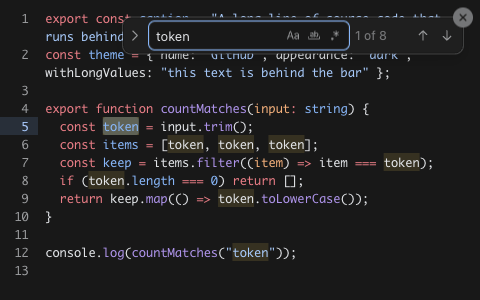 1 export const caption = "A long line of source code that
runs behind
token Aa ab .* 1 of 8
2 const theme = { name: "GitHub", appearance: "dark",
withLongValues: "this text is behind the bar" };
3
4 export function countMatches(input: string) {
5 const token = input.trim();
6 const items = [token, token, token];
7 const keep = items.filter((item) => item === token);
8 if (token.length === 0) return [];
9 return keep.map(() => token.toLowerCase());
10 }
11
12 console.log(countMatches("token"));
13